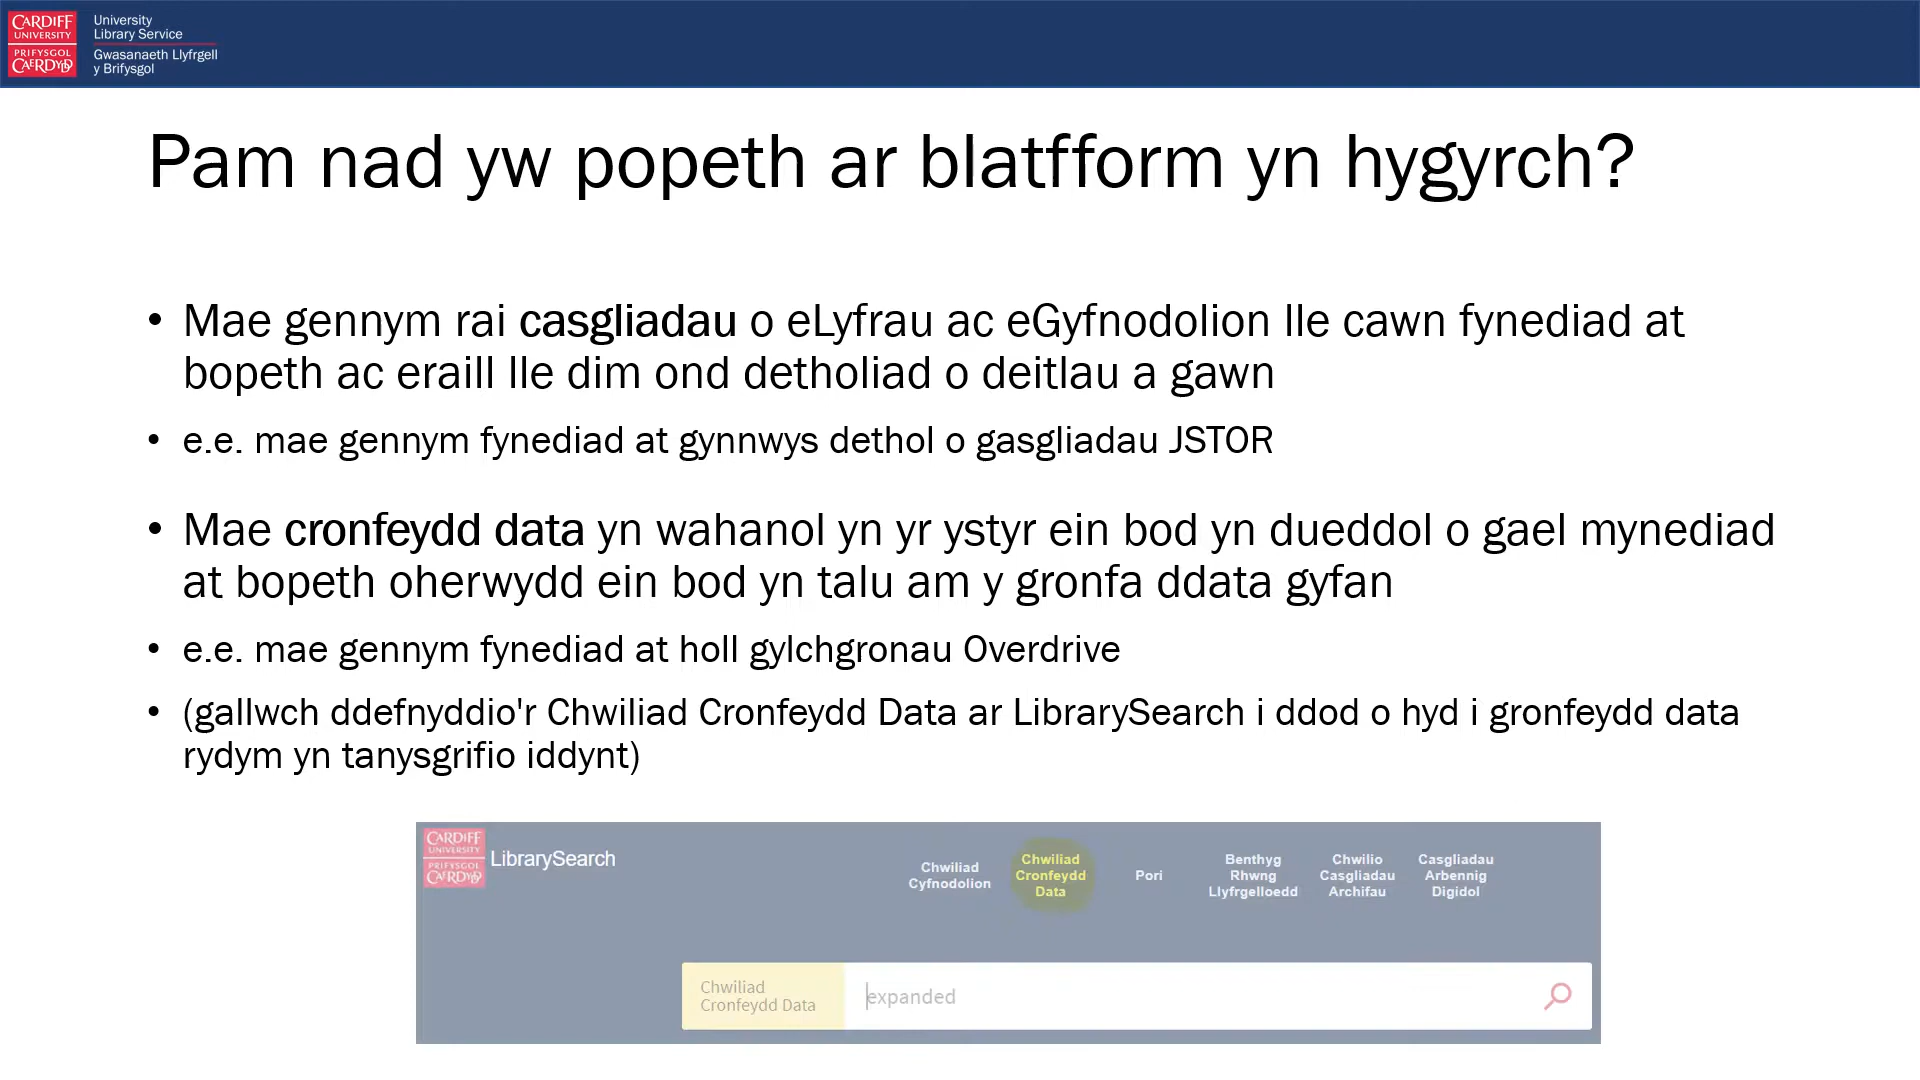 CARDIFF
UNIVERSITY
PRIFYSGOL
CAERDYDD
University
Library Service
Gwasanaeth Llyfrgell
y Brifysgol
Pam nad yw popeth ar blatfform yn hygyrch?
• Mae gennym rai casgliadau o eLyfrau ac eGyfnodolion lle cawn fynediad at
bopeth ac eraill lle dim ond detholiad o deitlau a gawn
• e.e. mae gennym fynediad at gynnwys dethol o gasgliadau JSTOR
• Mae cronfeydd data yn wahanol yn yr ystyr ein bod yn dueddol o gael mynediad
at bopeth oherwydd ein bod yn talu am y gronfa ddata gyfan
• e.e. mae gennym fynediad at holl gylchgronau Overdrive
• (gallwch ddefnyddio'r Chwiliad Cronfeydd Data ar LibrarySearch i ddod o hyd i gronfeydd data
rydym yn tanysgrifio iddynt)
CARDIFF
UNIVERSITY
PRIFYSGOL
CAERDYDD
LibrarySearch
Chwiliad
Cyfnodolion
Chwiliad
Cronfeydd
Data
Pori
Benthyg
Rhwng
Llyfrgelloedd
Chwilio
Casgliadau
Archifau
Casgliadau
Arbennig
Digidol
Chwiliad
Cronfeydd Data
expanded